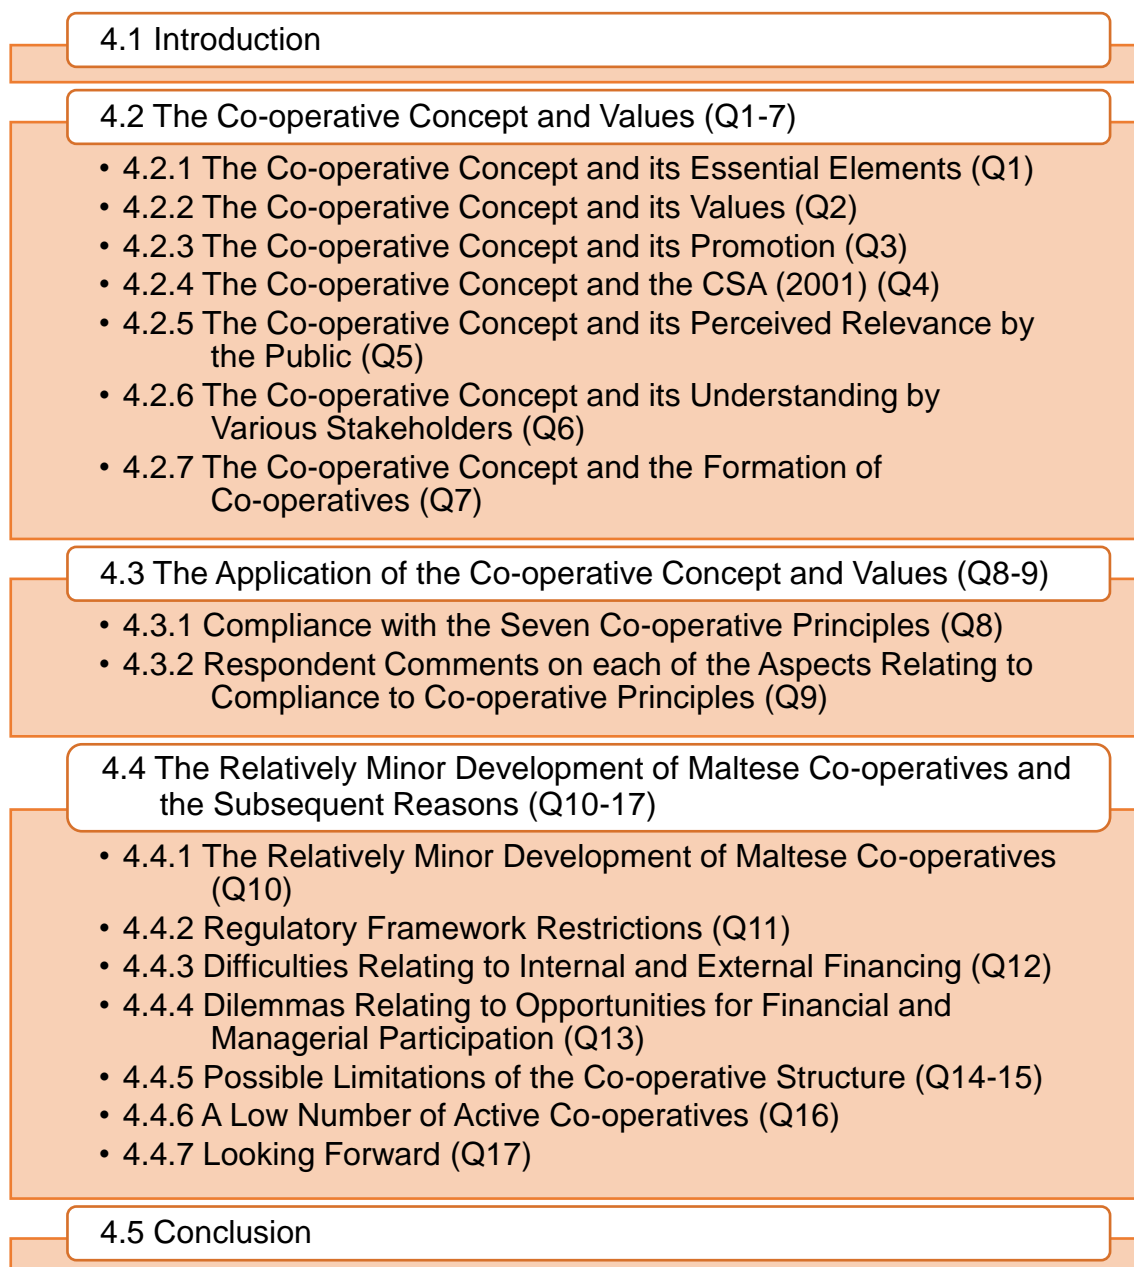 4.1 Introduction
4.2 The Co-operative Concept and Values (Q1-7)
• 4.2.1 The Co-operative Concept and its Essential Elements (Q1)
• 4.2.2 The Co-operative Concept and its Values (Q2)
• 4.2.3 The Co-operative Concept and its Promotion (Q3)
• 4.2.4 The Co-operative Concept and the CSA (2001) (Q4)
• 4.2.5 The Co-operative Concept and its Perceived Relevance by
the Public (Q5)
• 4.2.6 The Co-operative Concept and its Understanding by
Various Stakeholders (Q6)
• 4.2.7 The Co-operative Concept and the Formation of
Co-operatives (Q7)
4.3 The Application of the Co-operative Concept and Values (Q8-9)
• 4.3.1 Compliance with the Seven Co-operative Principles (Q8)
• 4.3.2 Respondent Comments on each of the Aspects Relating to
Compliance to Co-operative Principles (Q9)
4.4 The Relatively Minor Development of Maltese Co-operatives and
the Subsequent Reasons (Q10-17)
• 4.4.1 The Relatively Minor Development of Maltese Co-operatives
(Q10)
• 4.4.2 Regulatory Framework Restrictions (Q11)
• 4.4.3 Difficulties Relating to Internal and External Financing (Q12)
• 4.4.4 Dilemmas Relating to Opportunities for Financial and
Managerial Participation (Q13)
• 4.4.5 Possible Limitations of the Co-operative Structure (Q14-15)
• 4.4.6 A Low Number of Active Co-operatives (Q16)
• 4.4.7 Looking Forward (Q17)
4.5 Conclusion